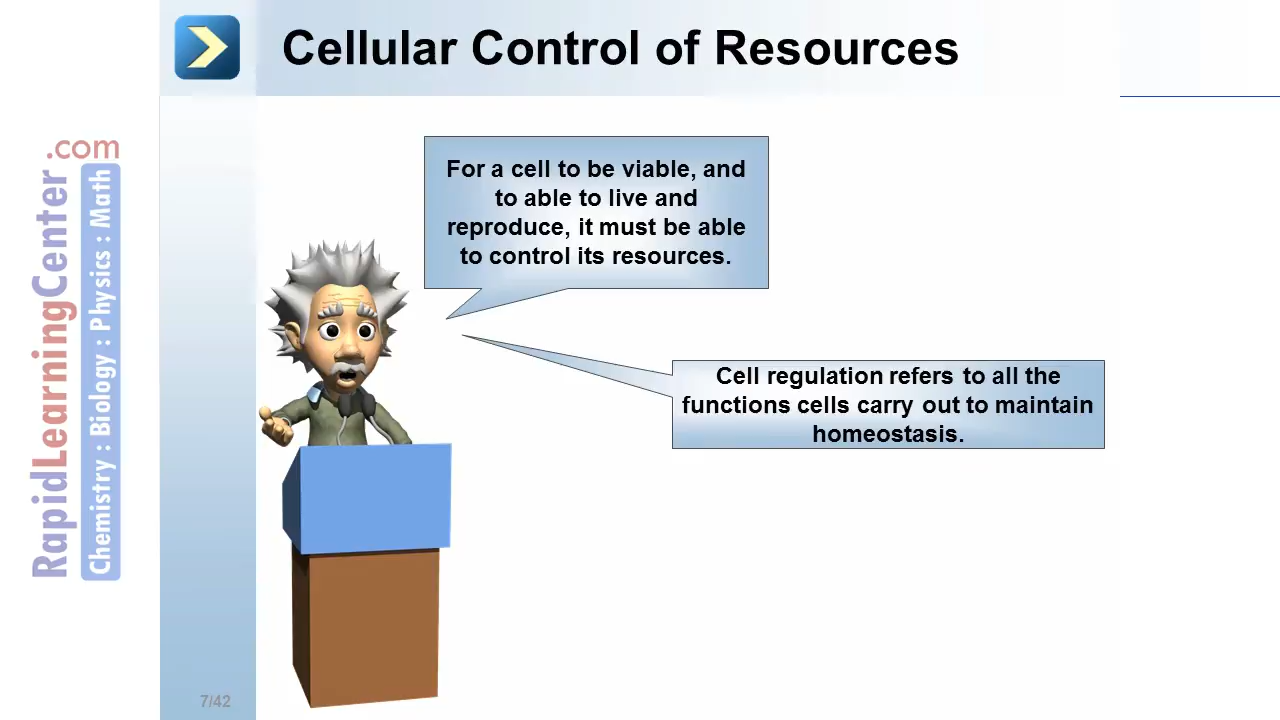 Cellular Control of Resources
For a cell to be viable, and
to able to live and
reproduce, it must be able
to control its resources.
Cell regulation refers to all the
functions cells carry out to maintain
homeostasis.
RapidLearningCenter.com
Chemistry : Biology : Physics : Math
7/42